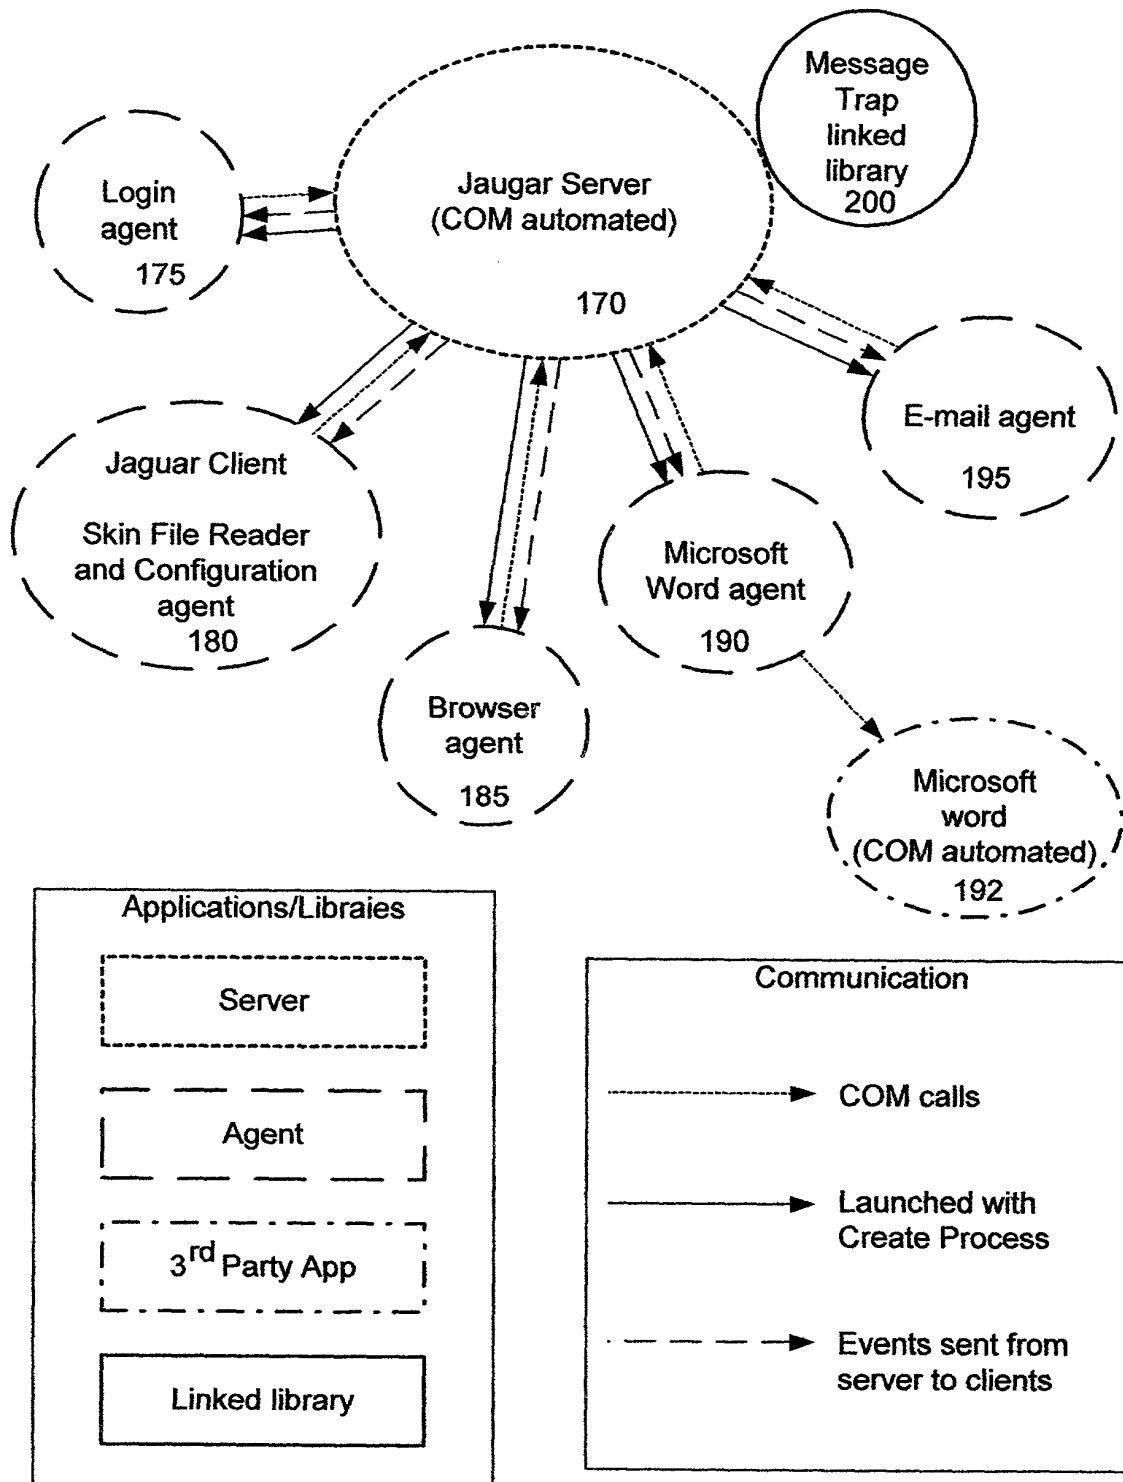 Message
Trap
linked
library
200
Login
agent
175
Jaugar Server
(COM automated)
170
E-mail agent
195
Jaguar Client
Skin File Reader
and Configuration
agent
180
Microsoft
Word agent
190
Browser
agent
185
Microsoft
word
(COM automated)
192
Applications/Libraies
Server
Agent
3rd Party App
Linked library
Communication
COM calls
Launched with
Create Process
Events sent from
server to clients